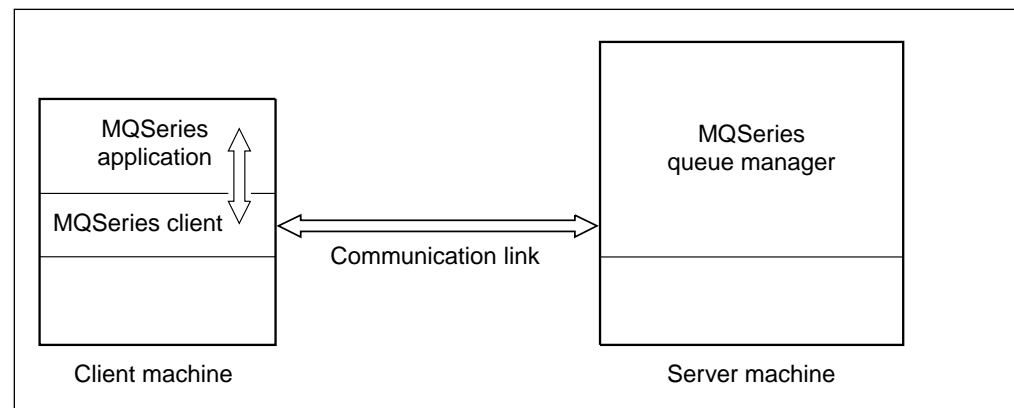 MQSeries
application
MQSeries client
Communication link
MQSeries
queue manager
Client machine
Server machine